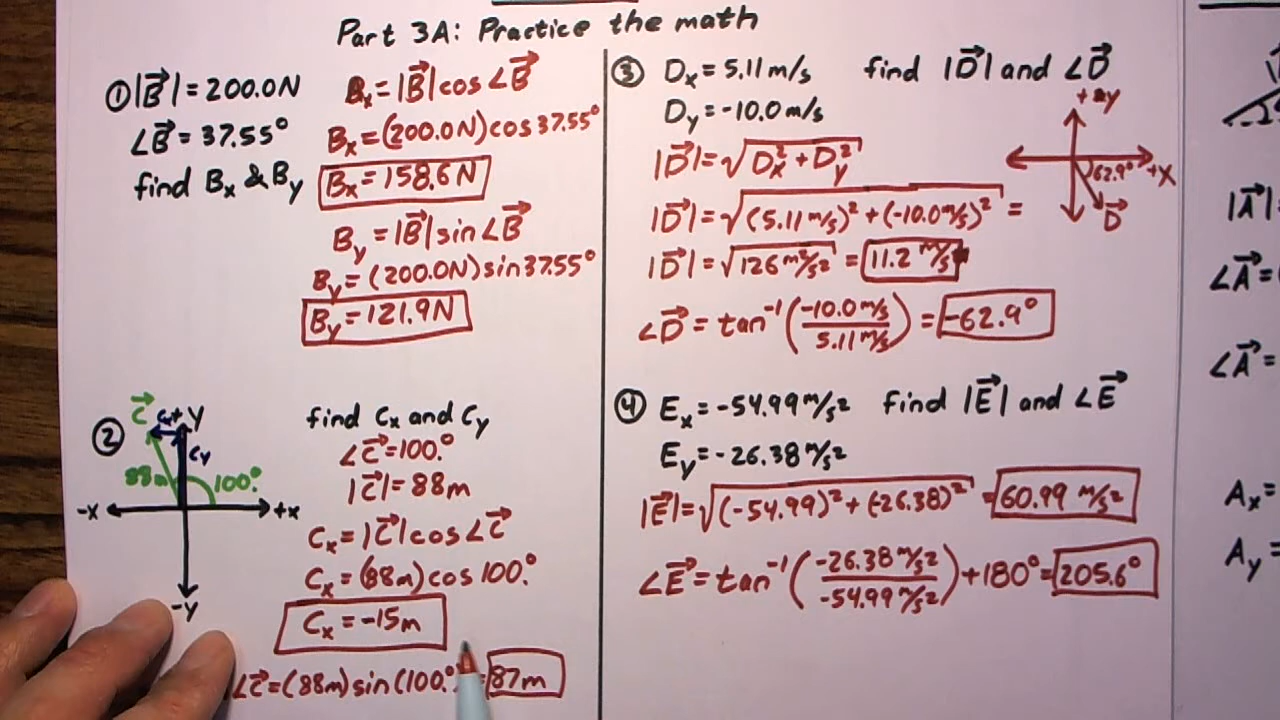 Part 3A: Practice the math
① |B⃗| = 200.0N
∠B⃗ = 37.55°
find Bx & By
Bx = |B⃗| cos ∠B⃗
Bx = (200.0N) cos 37.55°
Bx = 158.6N
By = |B⃗| sin ∠B⃗
By = (200.0N) sin 37.55°
By = 121.9N
②
C⃗
+y
Cy
88m
100.°
-x
+x
-y
find Cx and Cy
∠C⃗ = 100.°
|C⃗| = 88m
Cx = |C⃗| cos ∠C⃗
Cx = (88m) cos 100.°
Cx = -15m
∠C⃗ = (88m) sin (100.°) = 87m
③ Dx = 5.11 m/s find |D⃗| and ∠D⃗
Dy = -10.0 m/s
|D⃗| = √(Dx² + Dy²)
|D⃗| = √((5.11 m/s)² + (-10.0 m/s)²) =
|D⃗| = √(126 m²/s²) = 11.2 m/s
∠D⃗ = tan⁻¹(-10.0 m/s / 5.11 m/s) = -62.9°
+y
+x
62.9°
D⃗
④ Ex = -54.99 m/s² find |E⃗| and ∠E⃗
Ey = -26.38 m/s²
|E⃗| = √((-54.99)² + (-26.38)²) = 60.99 m/s²
∠E⃗ = tan⁻¹(-26.38 m/s² / -54.99 m/s²) + 180° = 205.6°
|A⃗| =
∠A⃗ =
∠A⃗ =
Ax =
Ay =